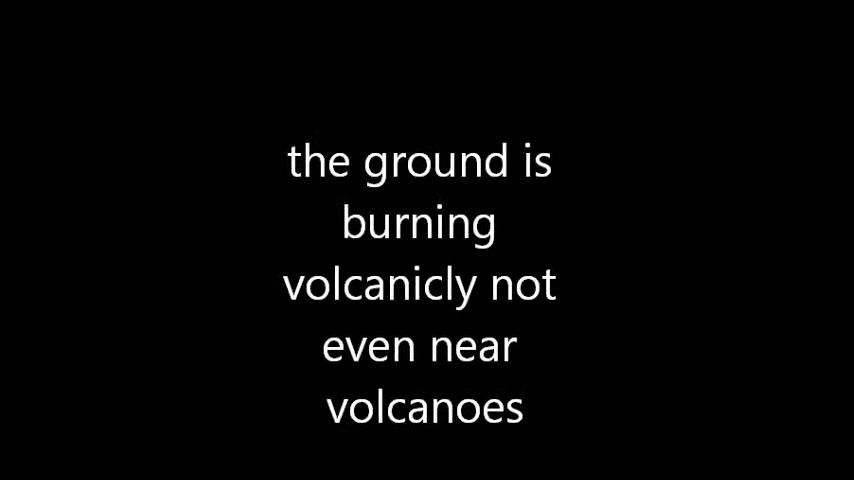 the ground is
burning
volcanicly not
even near
volcanoes